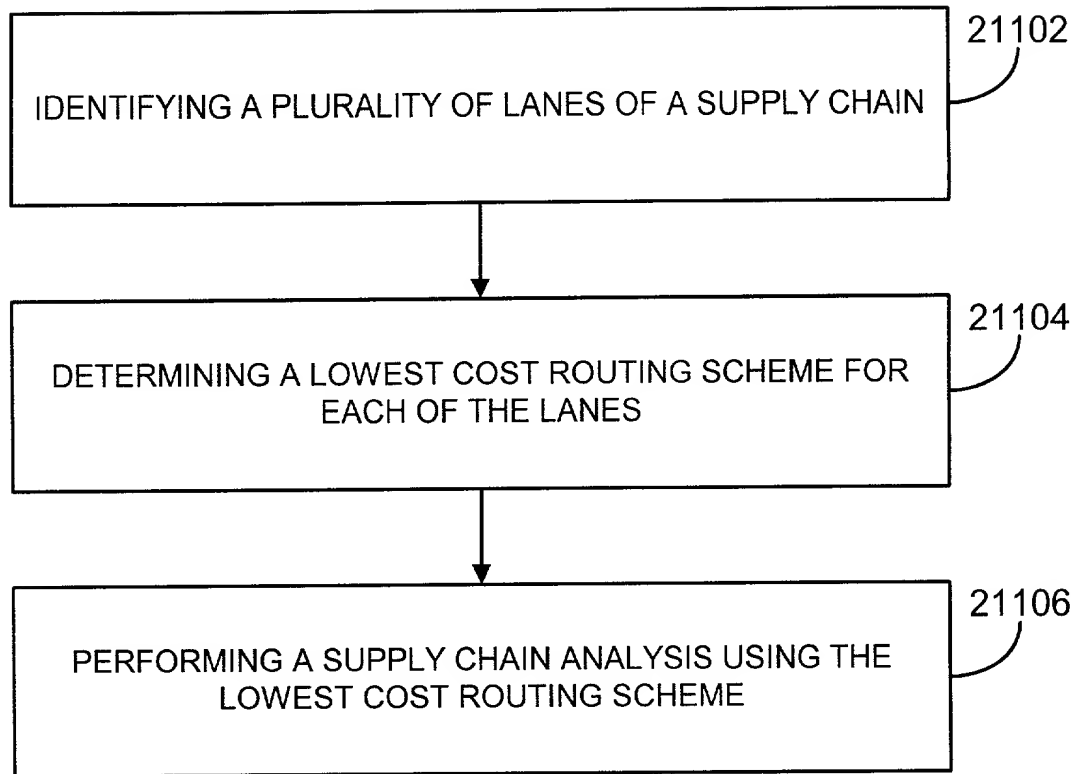 21102
IDENTIFYING A PLURALITY OF LANES OF A SUPPLY CHAIN
21104
DETERMINING A LOWEST COST ROUTING SCHEME FOR
EACH OF THE LANES
21106
PERFORMING A SUPPLY CHAIN ANALYSIS USING THE
LOWEST COST ROUTING SCHEME